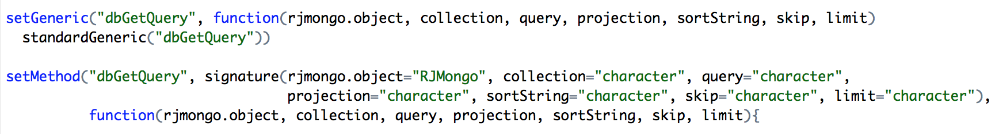 setGeneric("dbGetQuery", function(rjmongo.object, collection, query, projection, sortString, skip, limit)
  standardGeneric("dbGetQuery"))

setMethod("dbGetQuery", signature(rjmongo.object="RJMongo", collection="character", query="character",
                                  projection="character", sortString="character", skip="character", limit="character"),
          function(rjmongo.object, collection, query, projection, sortString, skip, limit){